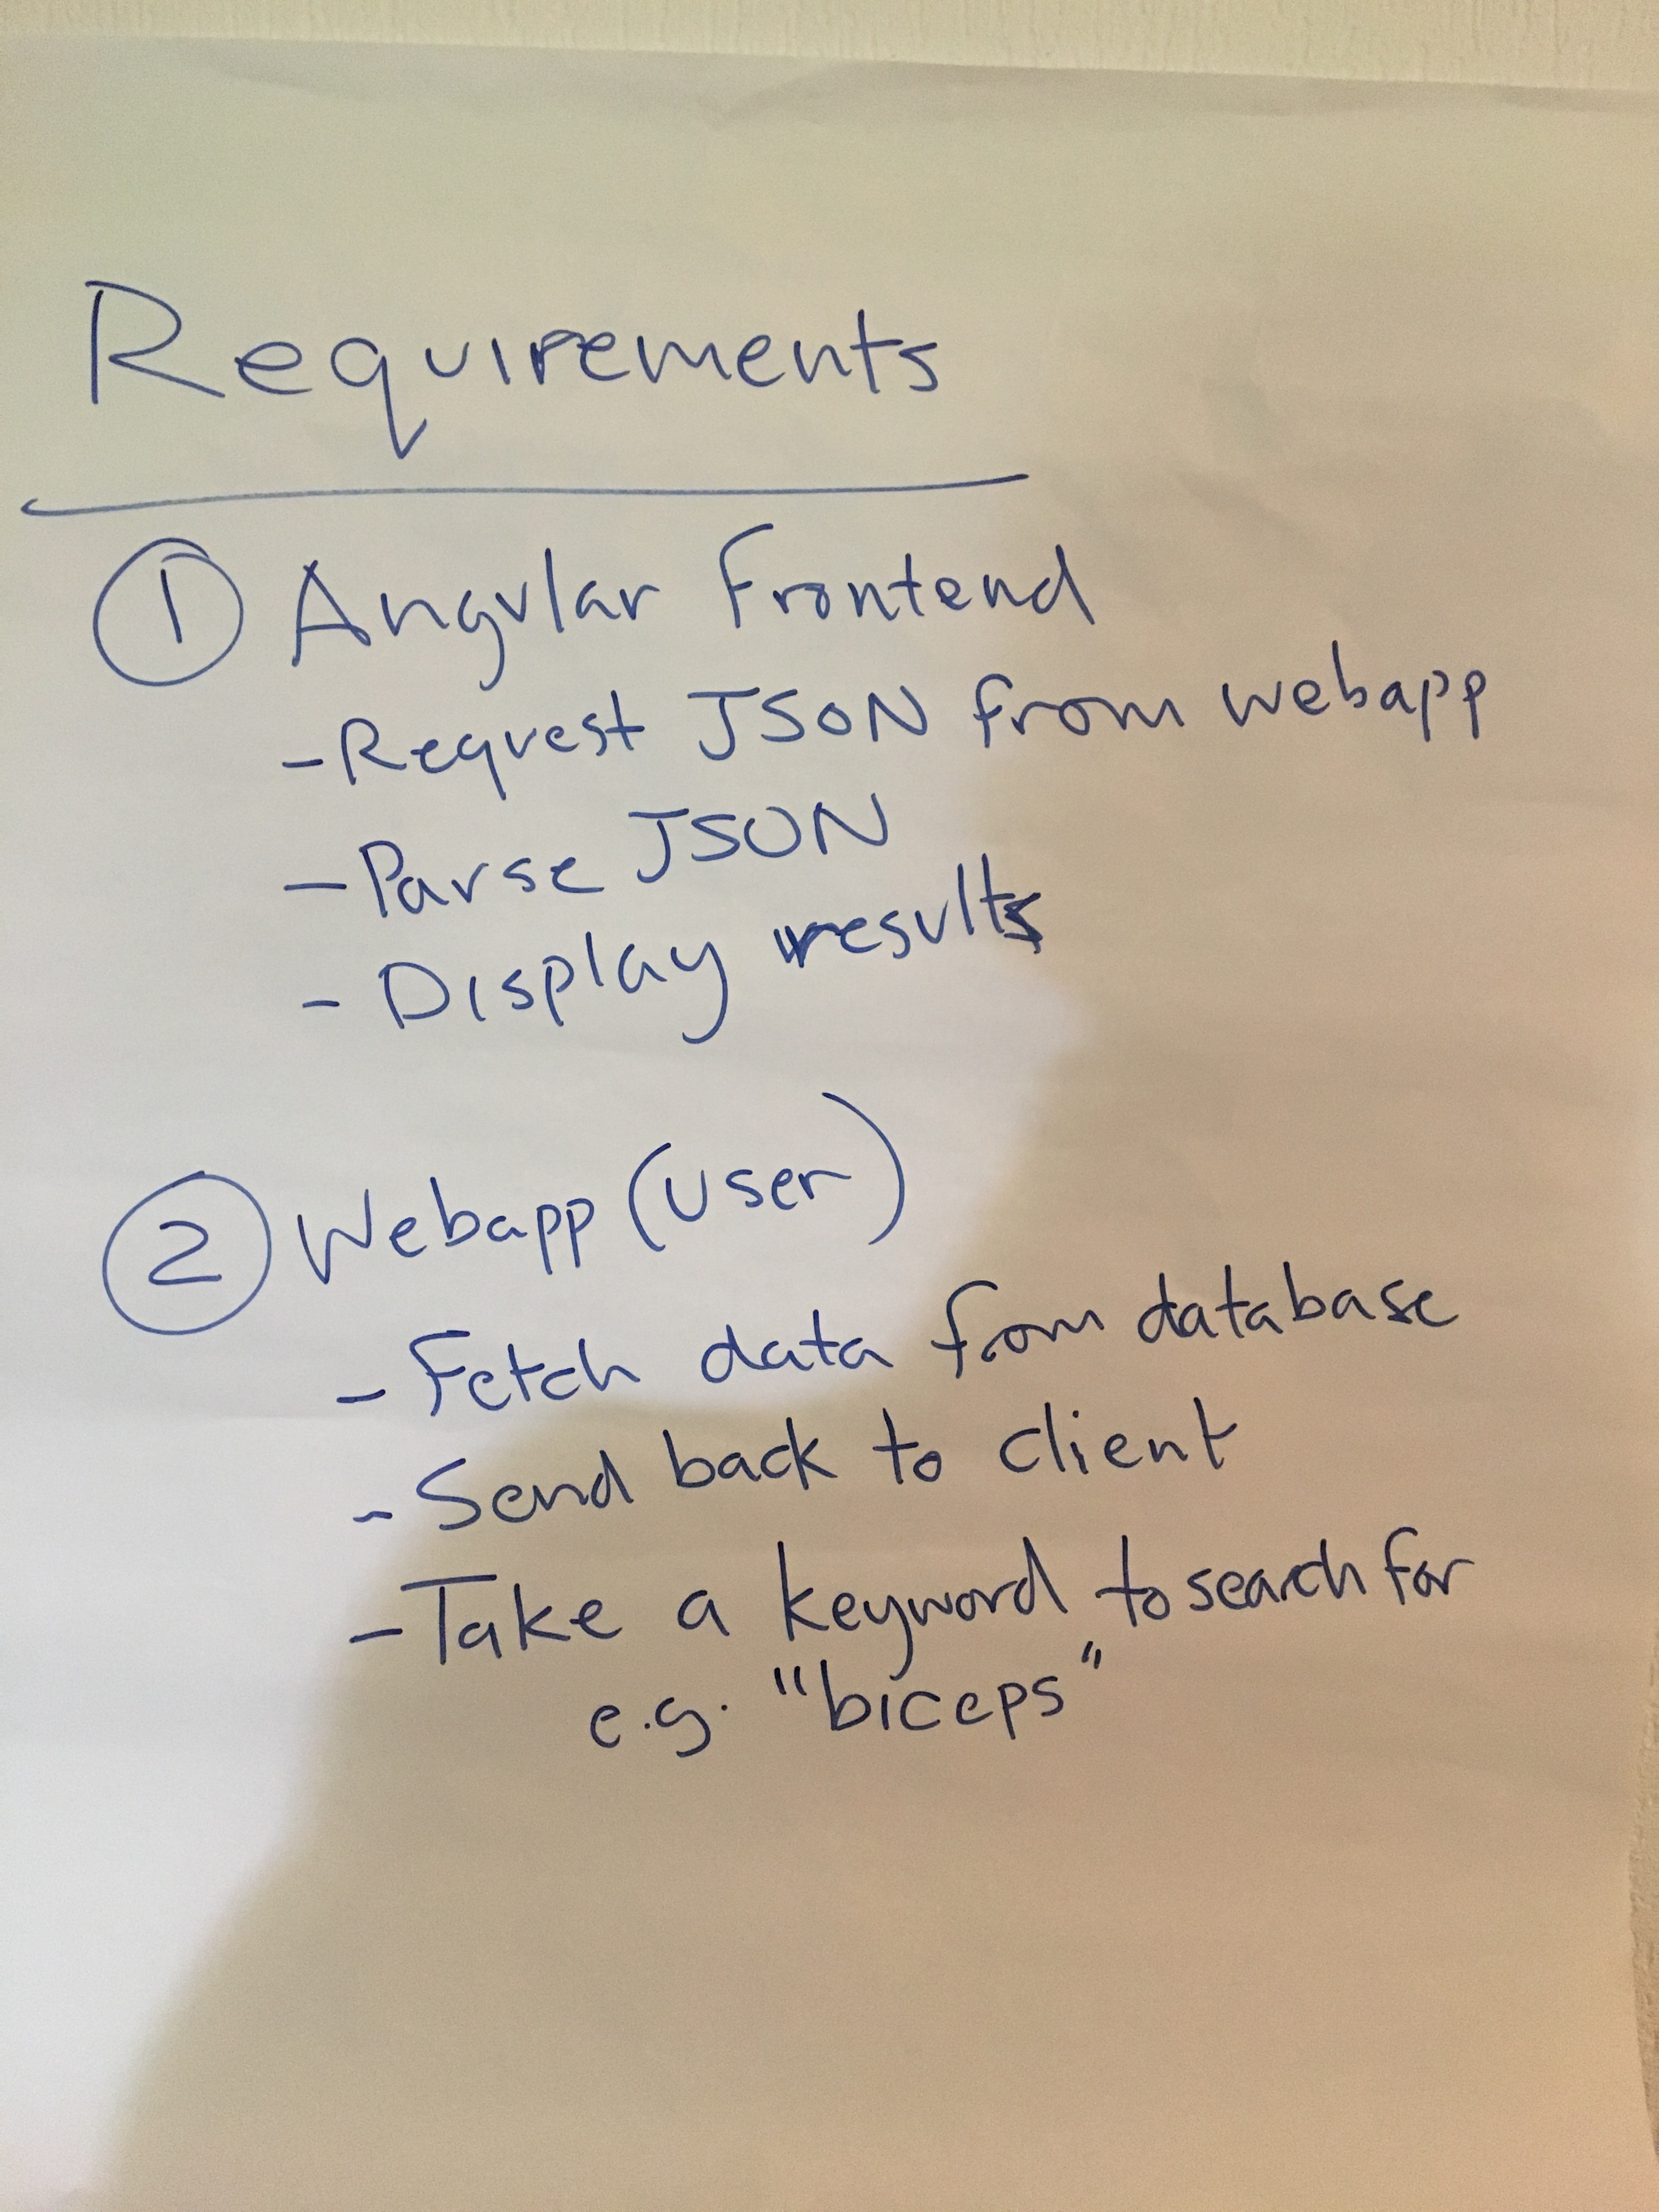 Requirements
① Angular Frontend
- Request JSON from webapp
- Parse JSON
- Display results
② Webapp (user)
- Fetch data from database
- Send back to client
- Take a keyword to search for
e.g. "biceps"